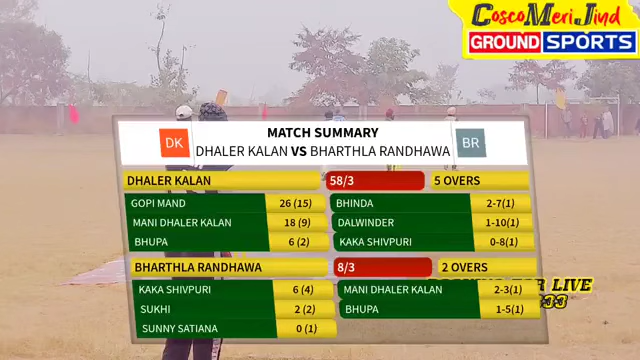 CoscoMeriJind
GROUND SPORTS
MATCH SUMMARY
DK DHALER KALAN VS BHARTHLA RANDHAWA BR
DHALER KALAN 58/3 5 OVERS
GOPI MAND 26 (15) BHINDA 2-7(1)
MANI DHALER KALAN 18 (9) DALWINDER 1-10(1)
BHUPA 6 (2) KAKA SHIVPURI 0-8(1)
BHARTHLA RANDHAWA 8/3 2 OVERS
KAKA SHIVPURI 6 (4) MANI DHALER KALAN 2-3(1)
SUKHI 2 (2) BHUPA 1-5(1)
SUNNY SATIANA 0 (1)
LIVE